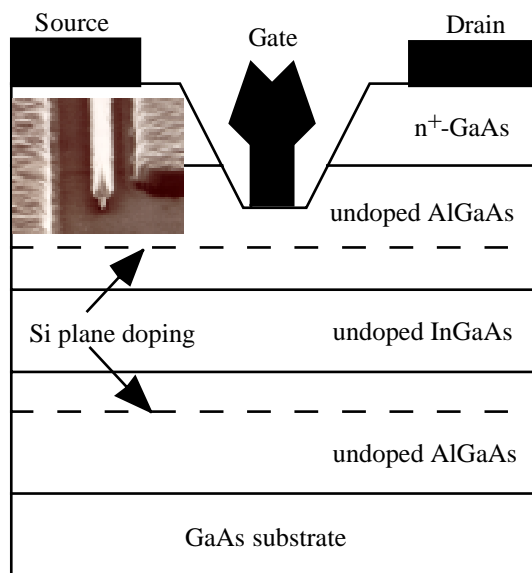 Source
Gate
Drain
n+-GaAs
undoped AlGaAs
Si plane doping
undoped InGaAs
undoped AlGaAs
GaAs substrate